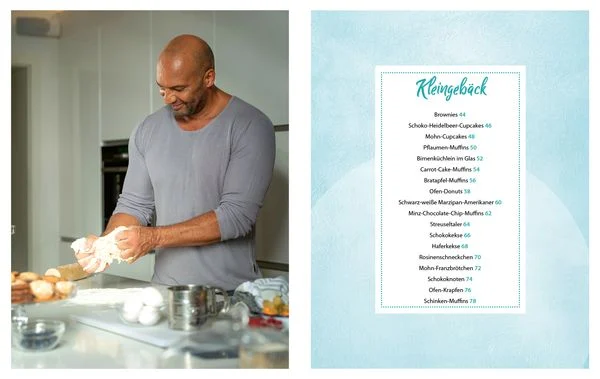 Kleingebäck
Brownies 44
Schoko-Heidelbeer-Cupcakes 46
Mohn-Cupcakes 48
Pflaumen-Muffins 50
Birnenküchlein im Glas 52
Carrot-Cake-Muffins 54
Bratapfel-Muffins 56
Ofen-Donuts 58
Schwarz-weiße Marzipan-Amerikaner 60
Minz-Chocolate-Chip-Muffins 62
Streuseltaler 64
Schokokekse 66
Haferkekse 68
Rosinenschneckchen 70
Mohn-Franzbrötchen 72
Schokoknoten 74
Ofen-Krapfen 76
Schinken-Muffins 78